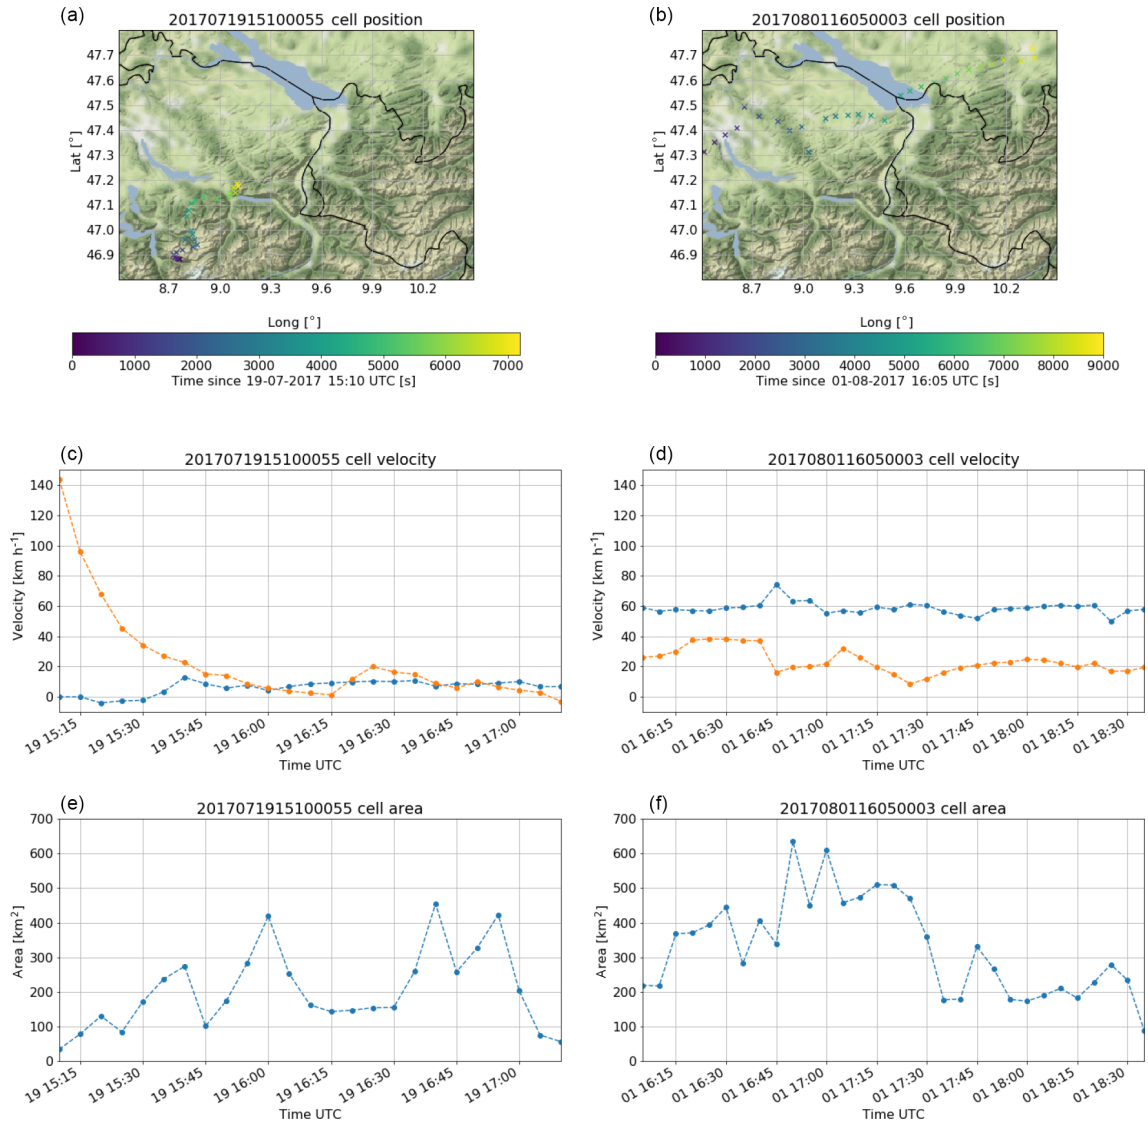 (a)
2017071915100055 cell position
47.7
47.6
47.5
47.4
47.3
47.2
47.1
47.0
46.9
Lat [°]
8.7 9.0 9.3 9.6 9.9 10.2
Long [°]
0 1000 2000 3000 4000 5000 6000 7000
Time since 19-07-2017 15:10 UTC [s]
(b)
2017080116050003 cell position
47.7
47.6
47.5
47.4
47.3
47.2
47.1
47.0
46.9
Lat [°]
8.7 9.0 9.3 9.6 9.9 10.2
Long [°]
0 1000 2000 3000 4000 5000 6000 7000 8000 9000
Time since 01-08-2017 16:05 UTC [s]
(c)
2017071915100055 cell velocity
140
120
100
80
60
40
20
0
Velocity [km h⁻¹]
19 15:15 19 15:30 19 15:45 19 16:00 19 16:15 19 16:30 19 16:45 19 17:00
Time UTC
(d)
2017080116050003 cell velocity
140
120
100
80
60
40
20
0
Velocity [km h⁻¹]
01 16:15 01 16:30 01 16:45 01 17:00 01 17:15 01 17:30 01 17:45 01 18:00 01 18:15 01 18:30
Time UTC
(e)
2017071915100055 cell area
700
600
500
400
300
200
100
0
Area [km²]
19 15:15 19 15:30 19 15:45 19 16:00 19 16:15 19 16:30 19 16:45 19 17:00
Time UTC
(f)
2017080116050003 cell area
700
600
500
400
300
200
100
0
Area [km²]
01 16:15 01 16:30 01 16:45 01 17:00 01 17:15 01 17:30 01 17:45 01 18:00 01 18:15 01 18:30
Time UTC